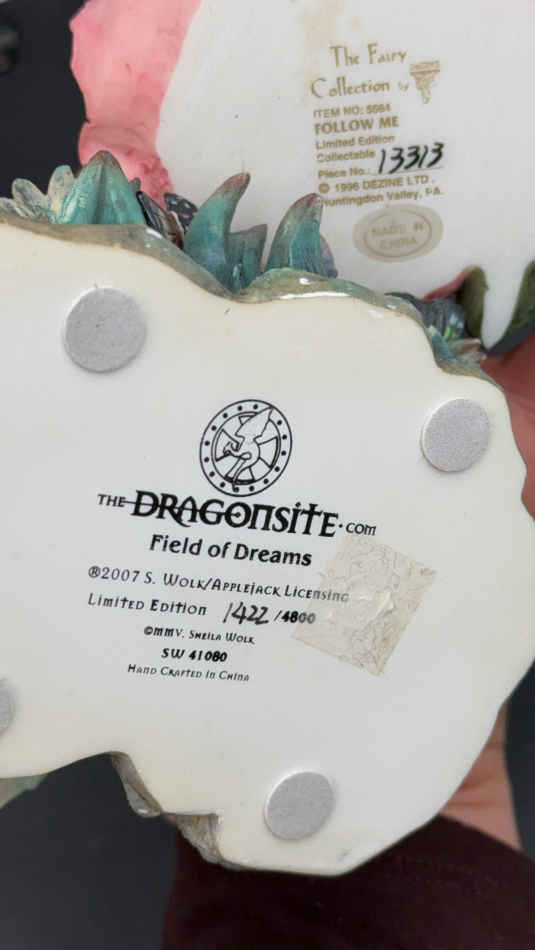 The Fairy
Collection by
ITEM NO: 5984
FOLLOW ME
Limited Edition
Collectable
Piece No.: 13313
© 1996 DEZINE LTD.
Huntingdon Valley, PA.
MADE IN
CHINA
THE DRAGONSITE.COM
Field of Dreams
®2007 S. WOLK/APPLEJACK LICENSING
LIMITED EDITION 1422 /4800
©MMV. SHEILA WOLK
SW 41080
HAND CRAFTED IN CHINA